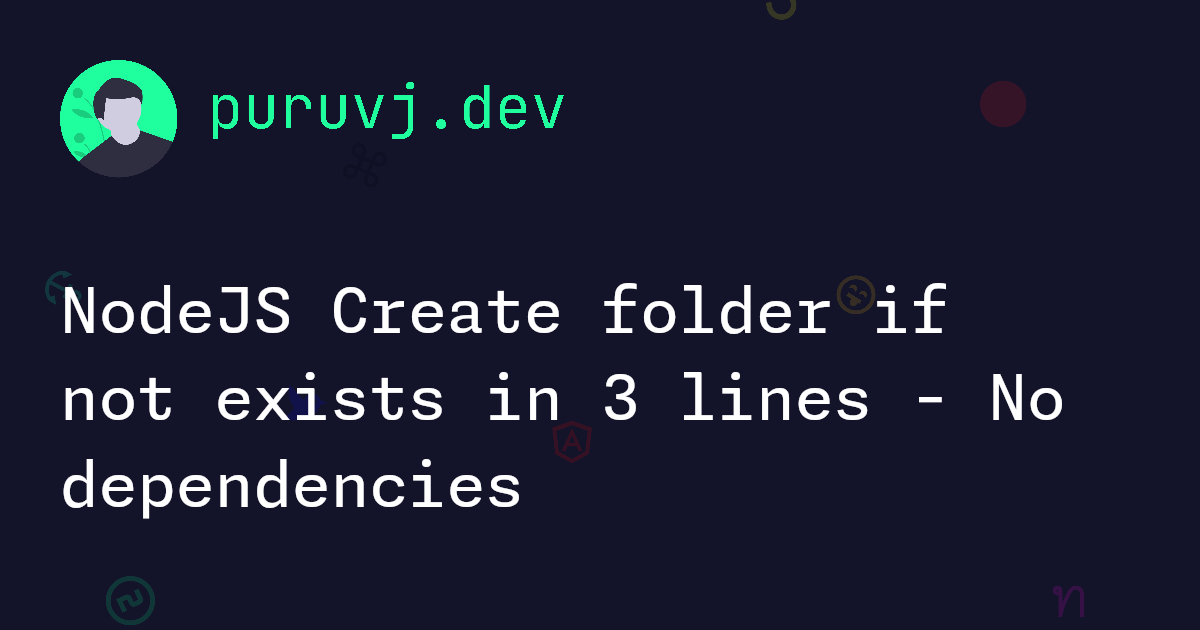 puruvj.dev
NodeJS Create folder if
not exists in 3 lines - No
dependencies